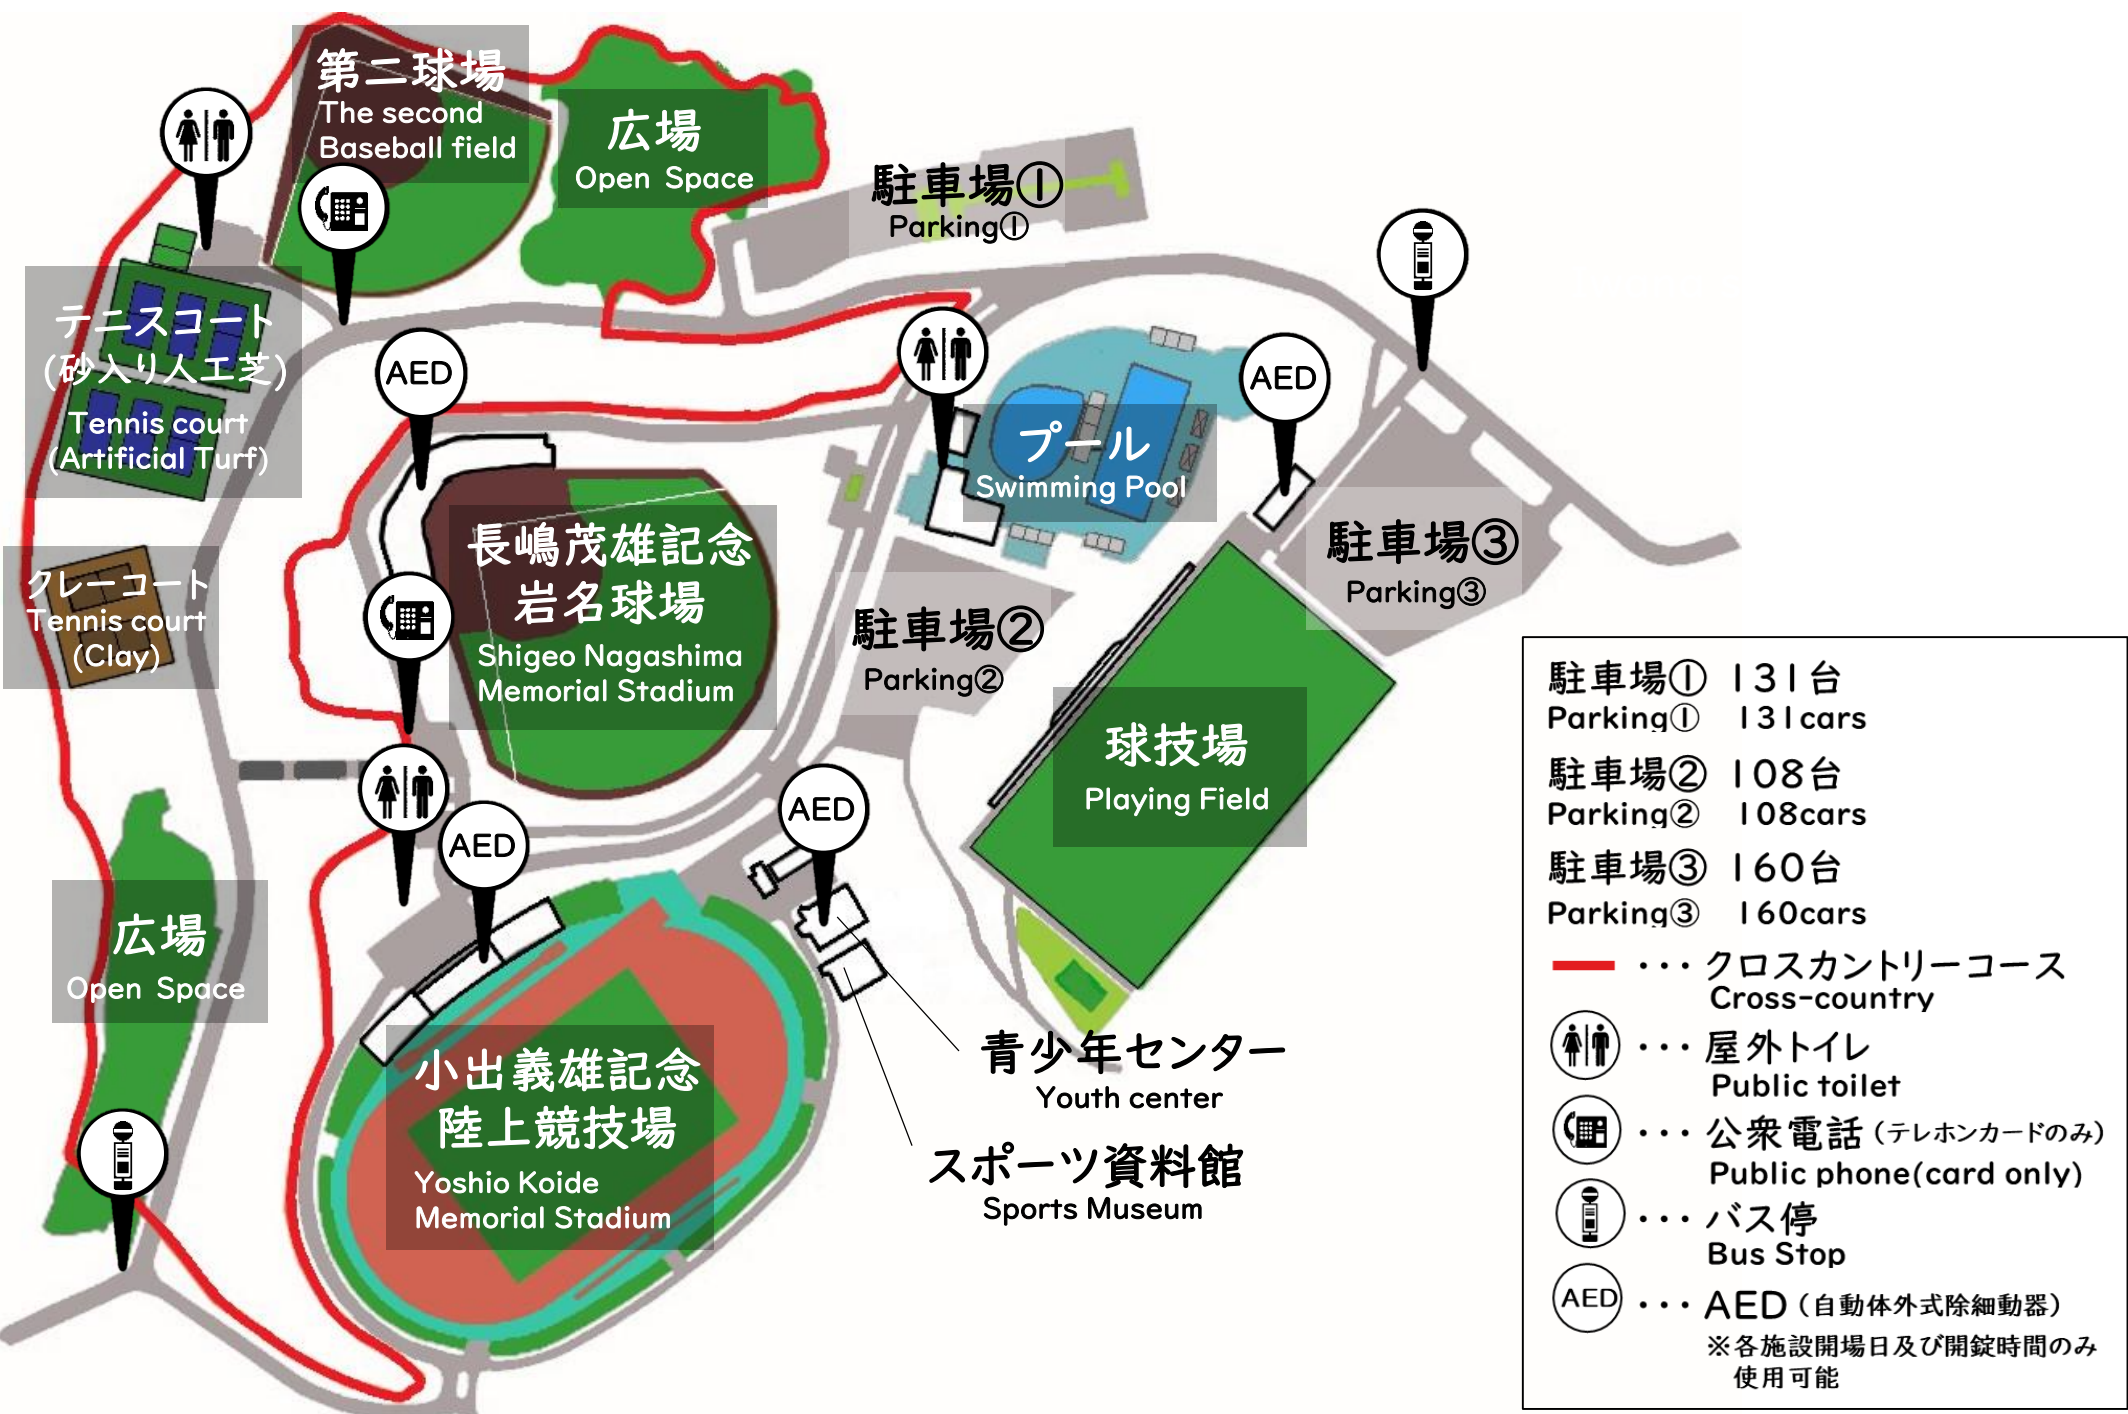 第二球場
The second
Baseball field
広場
Open Space
駐車場①
Parking①
テニスコート
(砂入り人工芝)
Tennis court
(Artificial Turf)
AED
AED
プール
Swimming Pool
長嶋茂雄記念
岩名球場
Shigeo Nagashima
Memorial Stadium
駐車場③
Parking③
クレーコート
Tennis court
(Clay)
駐車場②
Parking②
球技場
Playing Field
AED
AED
広場
Open Space
小出義雄記念
陸上競技場
Yoshio Koide
Memorial Stadium
青少年センター
Youth center
スポーツ資料館
Sports Museum
駐車場① 131台
Parking① 131cars
駐車場② 108台
Parking② 108cars
駐車場③ 160台
Parking③ 160cars
・・・クロスカントリーコース
Cross-country
・・・屋外トイレ
Public toilet
・・・公衆電話(テレホンカードのみ)
Public phone(card only)
・・・バス停
Bus Stop
AED ・・・AED(自動体外式除細動器)
※各施設開場日及び開錠時間のみ
使用可能